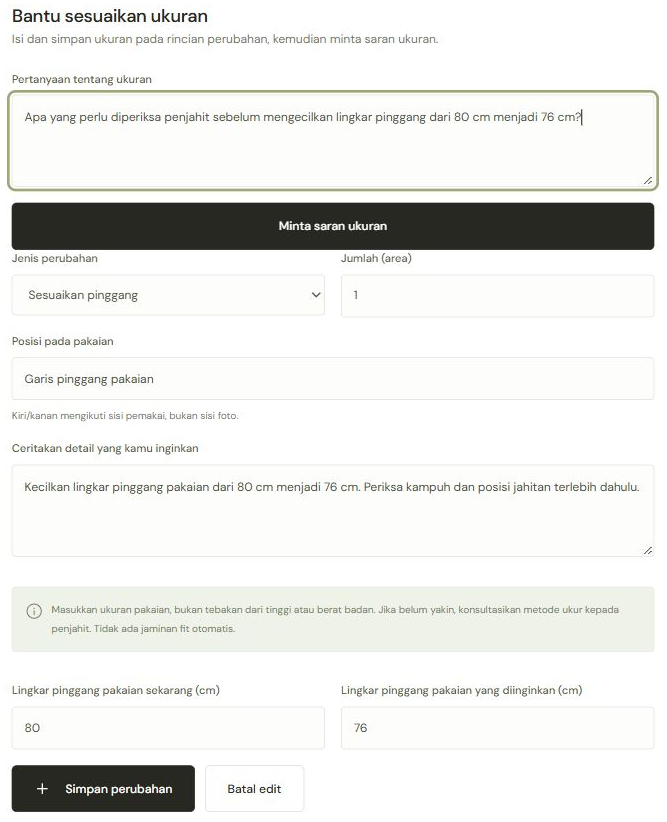 Bantu sesuaikan ukuran
Isi dan simpan ukuran pada rincian perubahan, kemudian minta saran ukuran.
Pertanyaan tentang ukuran
Apa yang perlu diperiksa penjahit sebelum mengecilkan lingkar pinggang dari 80 cm menjadi 76 cm?
Minta saran ukuran
Jenis perubahan
Jumlah (area)
Sesuaikan pinggang
1
Posisi pada pakaian
Garis pinggang pakaian
Kiri/kanan mengikuti sisi pemakai, bukan sisi foto.
Ceritakan detail yang kamu inginkan
Kecilkan lingkar pinggang pakaian dari 80 cm menjadi 76 cm. Periksa kampuh dan posisi jahitan terlebih dahulu.
Masukkan ukuran pakaian, bukan tebakan dari tinggi atau berat badan. Jika belum yakin, konsultasikan metode ukur kepada
penjahit. Tidak ada jaminan fit otomatis.
Lingkar pinggang pakaian sekarang (cm)
Lingkar pinggang pakaian yang diinginkan (cm)
80
76
+ Simpan perubahan
Batal edit